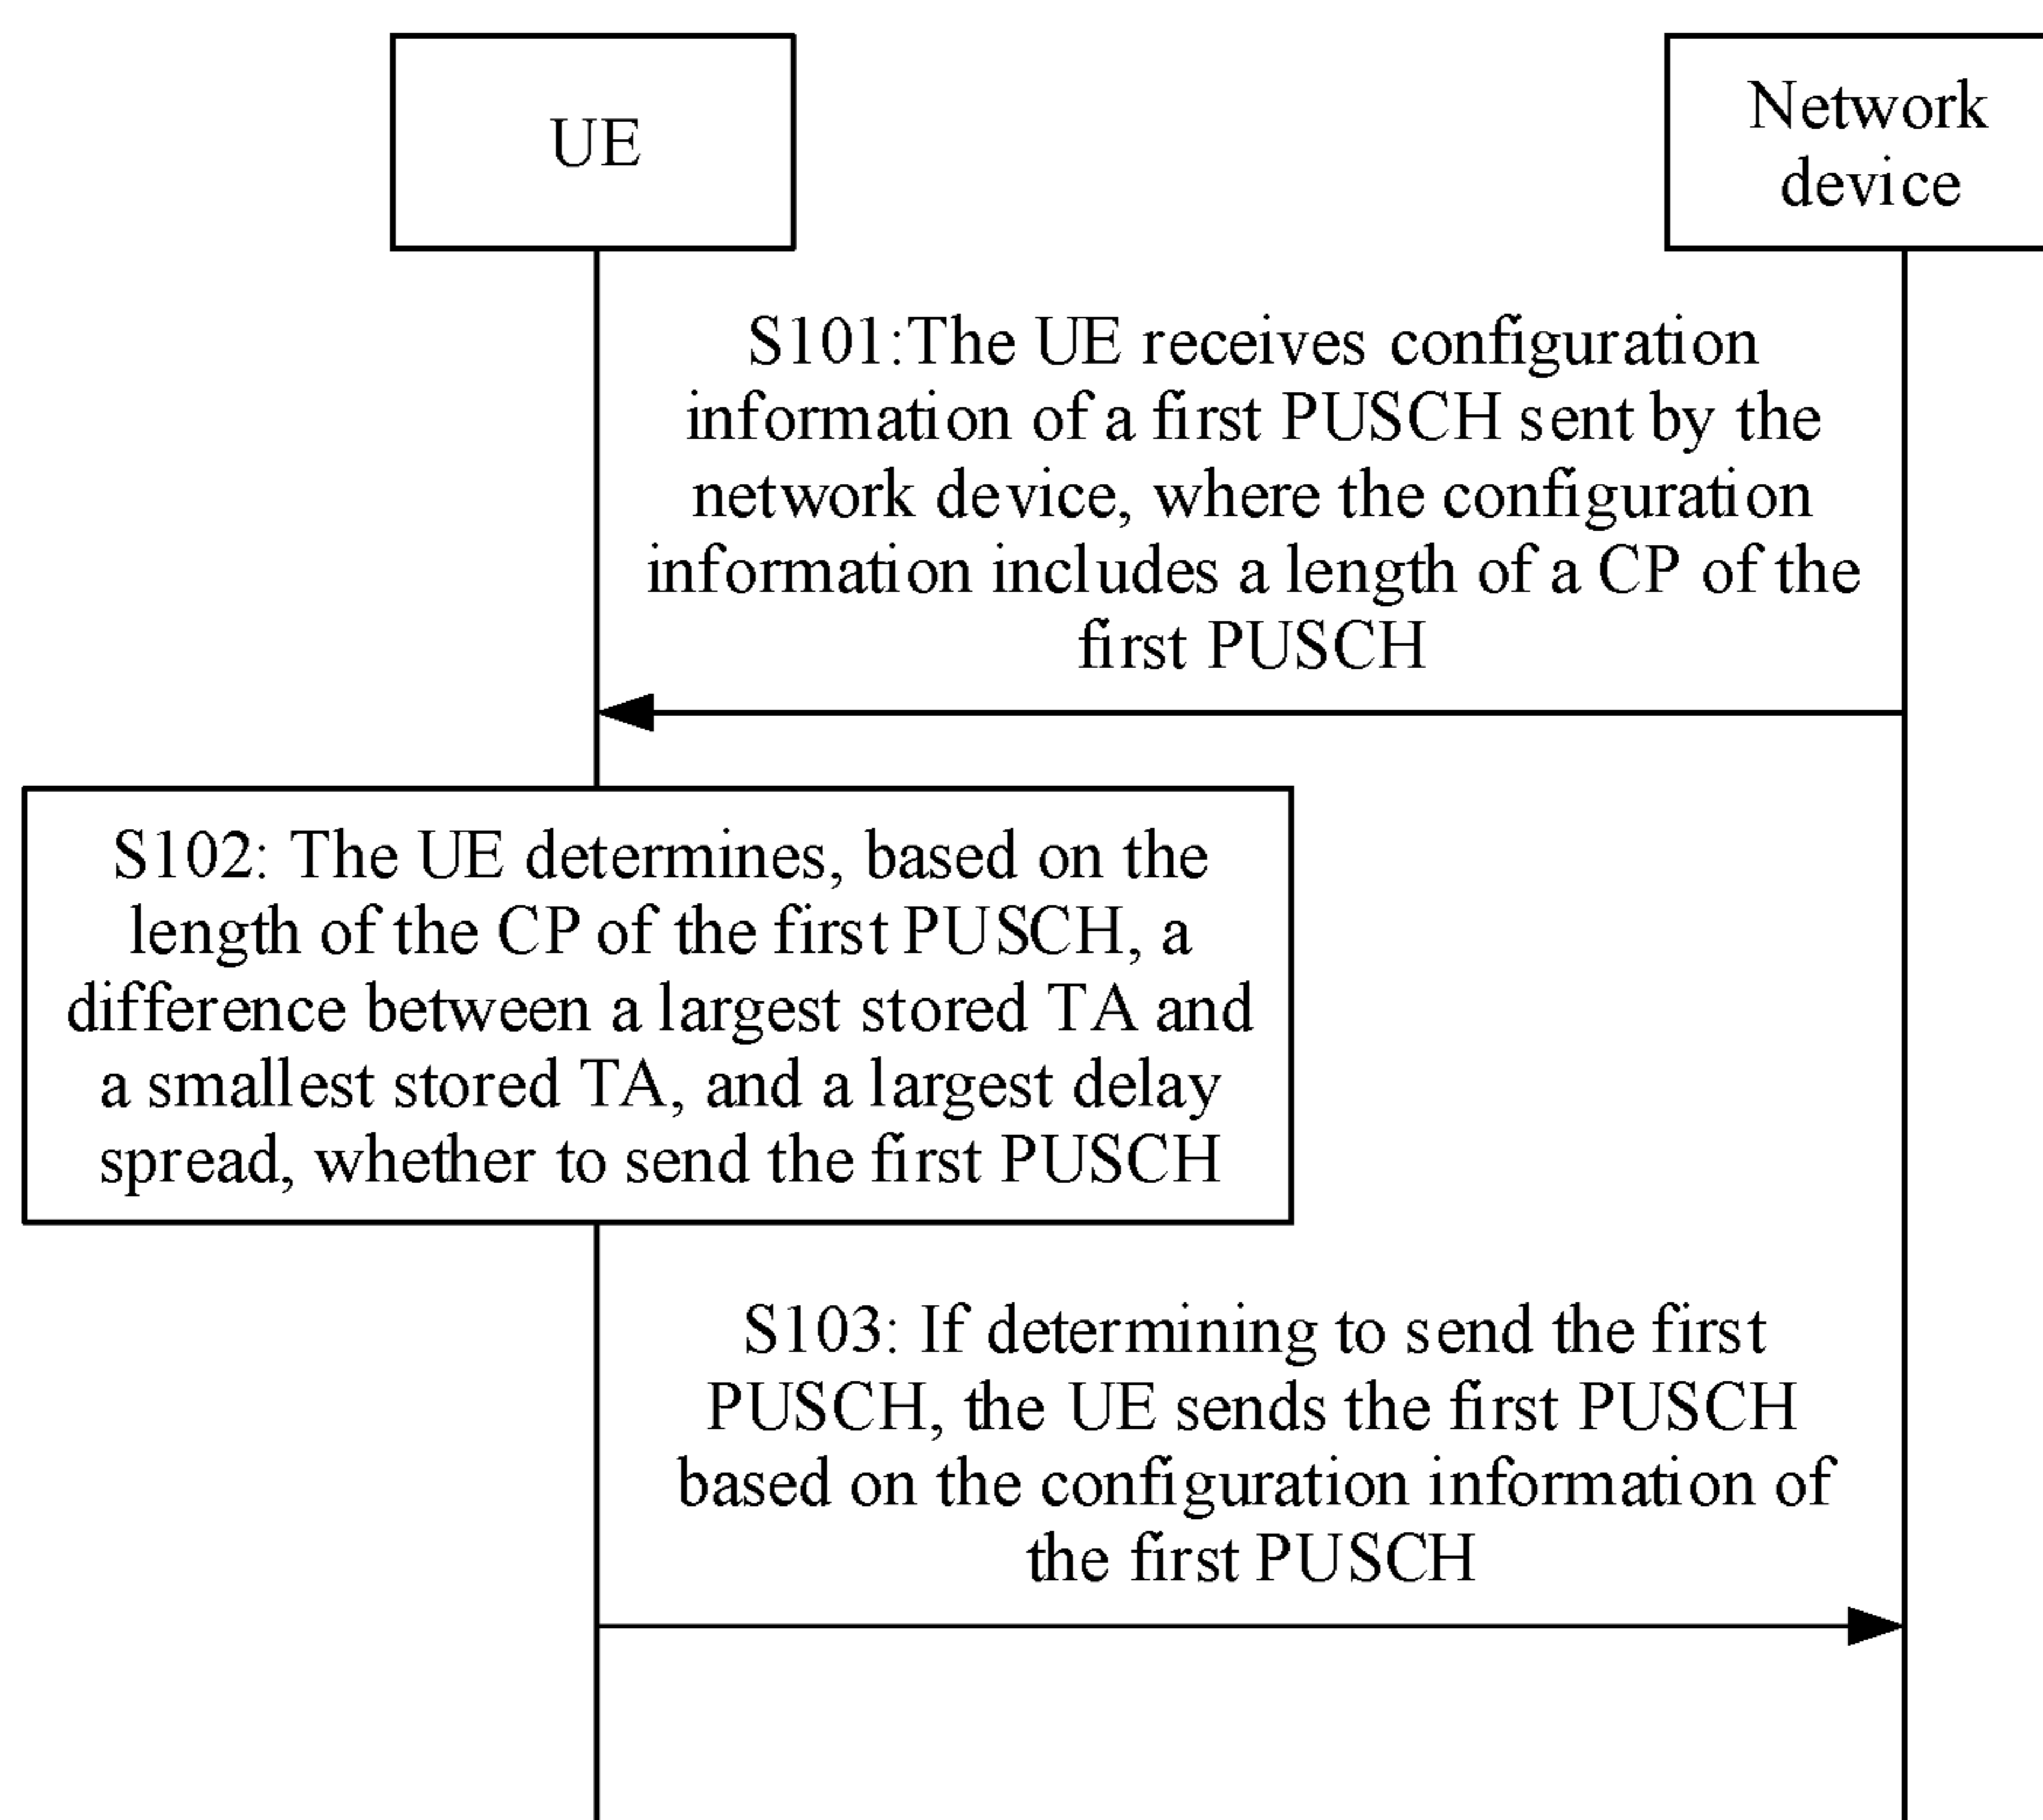 UE
Network
device
S101:The UE receives configuration
information of a first PUSCH sent by the
network device, where the configuration
information includes a length of a CP of the
first PUSCH
S102: The UE determines, based on the
length of the CP of the first PUSCH, a
difference between a largest stored TA and
a smallest stored TA, and a largest delay
spread, whether to send the first PUSCH
S103: If determining to send the first
PUSCH, the UE sends the first PUSCH
based on the configuration information of
the first PUSCH